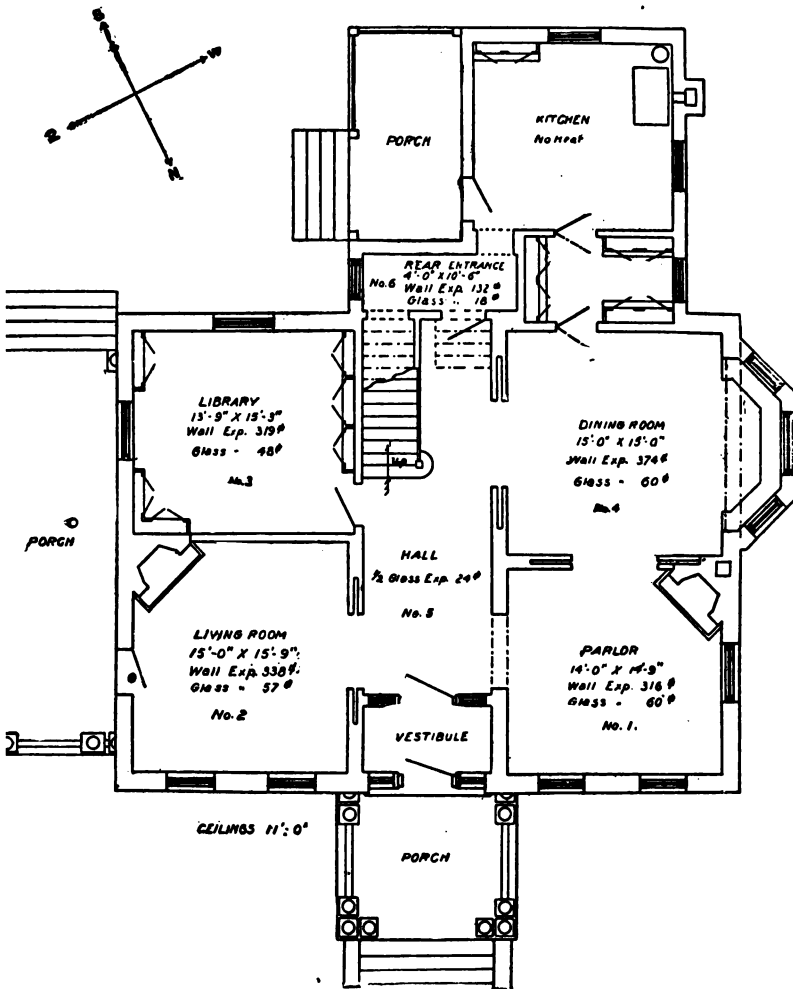 S
W
E
N
PORCH
KITCHEN
No Heat
REAR ENTRANCE
4'-0" X 10'-6"
No.6
Wall Exp. 132 ▯'
Glass " 18 ▯'
LIBRARY
13'-9" X 15'-3"
Wall Exp. 319 ▯'
Glass - 48 ▯'
No.3
Up
DINING ROOM
15'-0" X 15'-0"
Wall Exp. 374 ▯'
Glass - 60 ▯'
No.4
PORCH
HALL
½ Glass Exp. 24 ▯'
No. 5
LIVING ROOM
15'-0" X 15'-9"
Wall Exp. 338 ▯'
Glass " 57 ▯'
No. 2
PARLOR
14'-0" X 14'-9"
Wall Exp. 316 ▯'
Glass - 60 ▯'
No. 1.
VESTIBULE
CEILINGS 11'-0"
PORCH